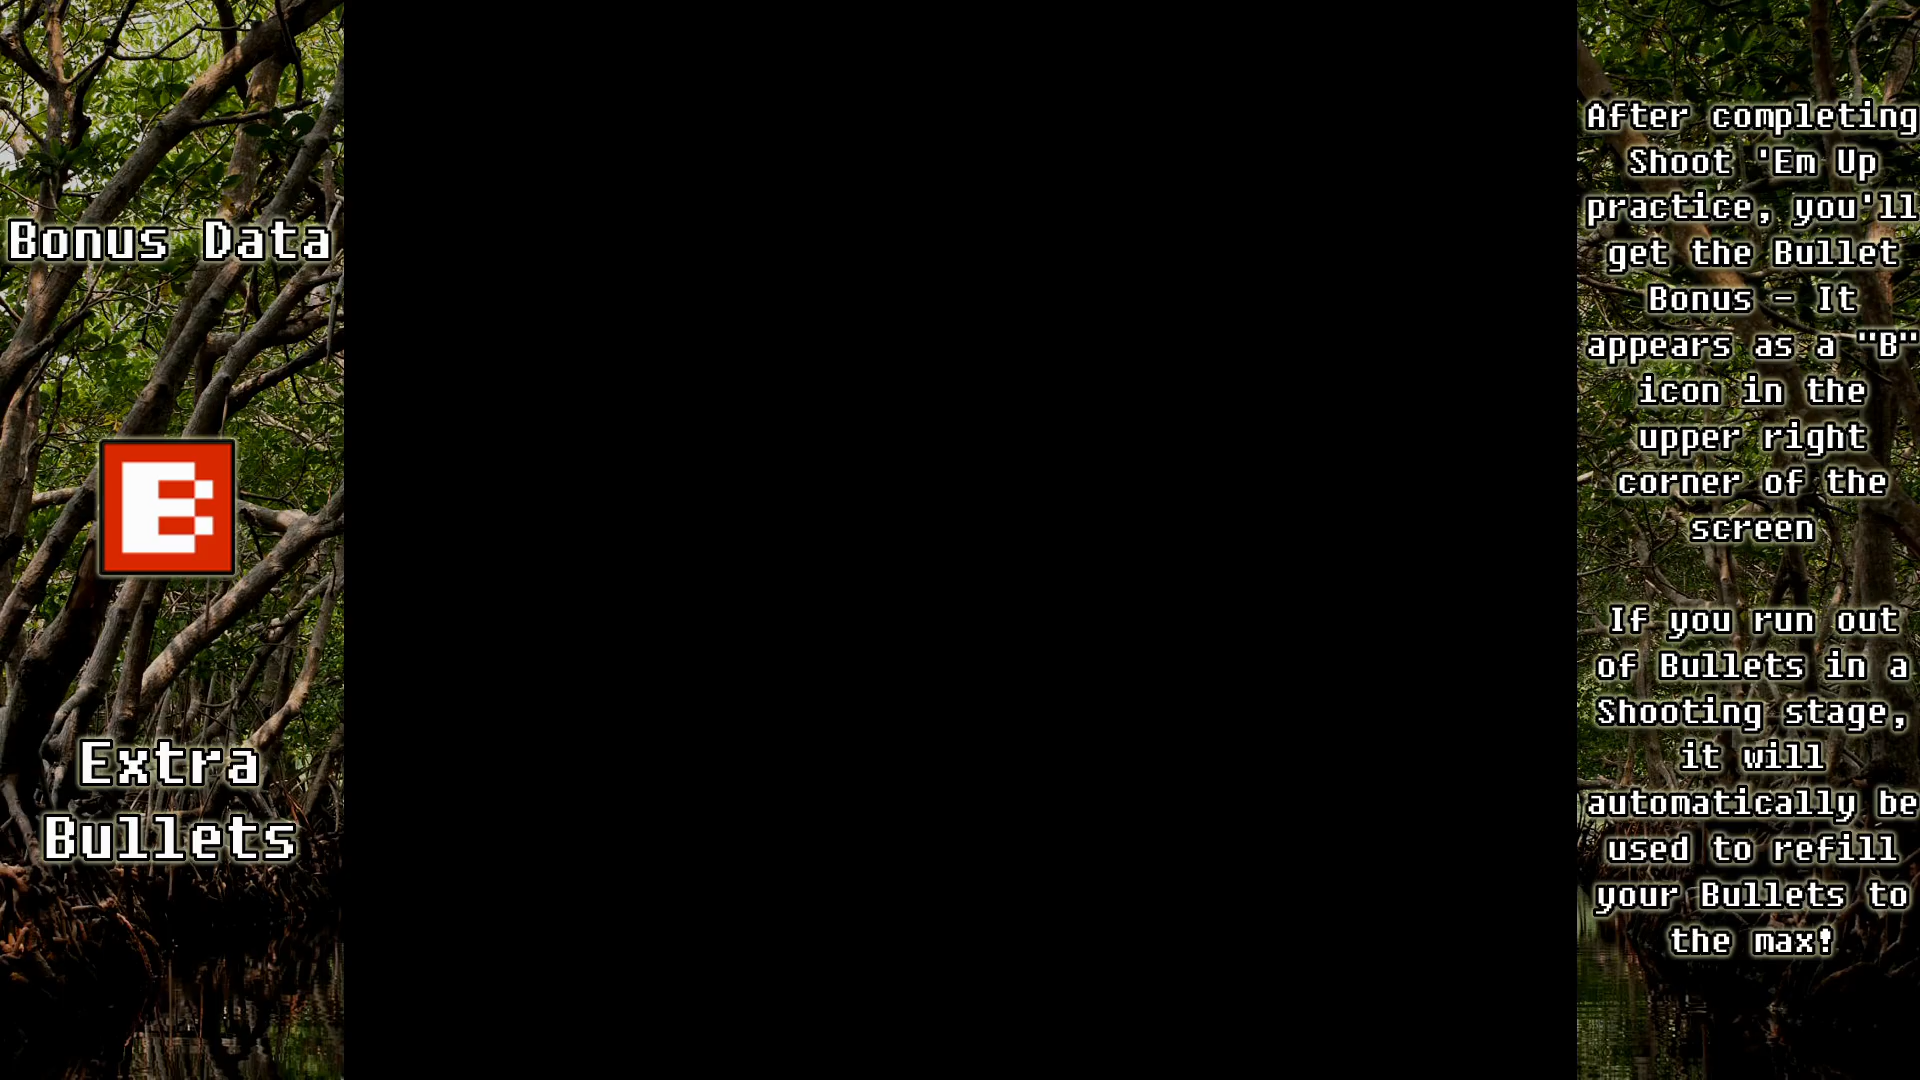 Bonus Data
B
Extra
Bullets
After completing
Shoot 'Em Up
practice, you'll
get the Bullet
Bonus - It
appears as a "B"
icon in the
upper right
corner of the
screen
If you run out
of Bullets in a
Shooting stage,
it will
automatically be
used to refill
your Bullets to
the max!